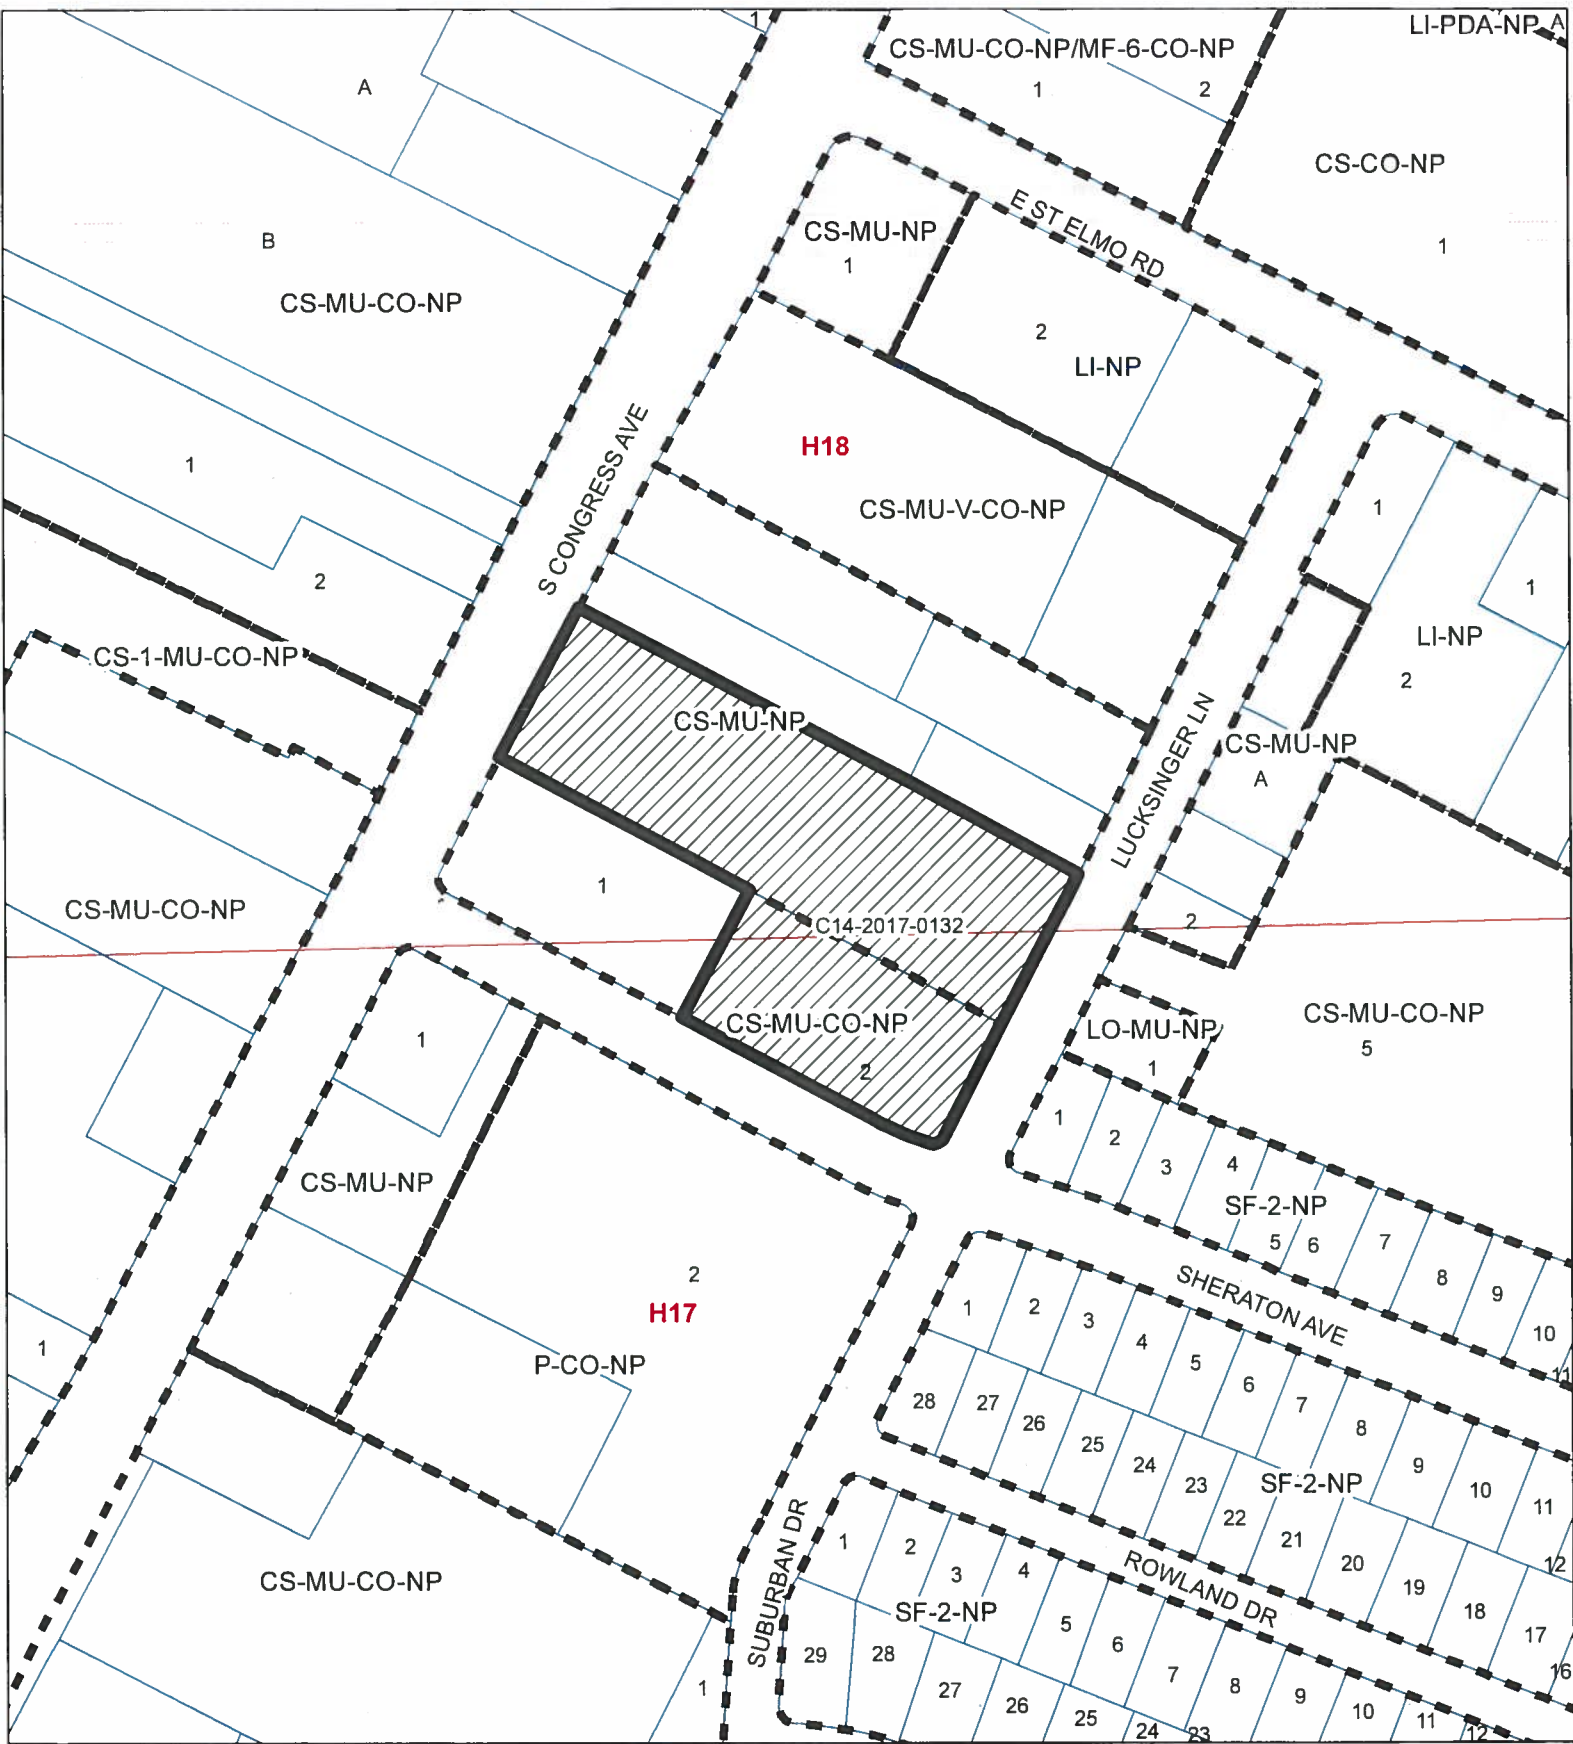 1
LI-PDA-NP
A
CS-MU-CO-NP/MF-6-CO-NP
A
1
2
CS-CO-NP
1
E ST ELMO RD
CS-MU-NP
1
B
CS-MU-CO-NP
2
LI-NP
H18
S CONGRESS AVE
1
CS-MU-V-CO-NP
1
2
1
CS-1-MU-CO-NP
LI-NP
2
CS-MU-NP
LUCKSINGER LN
CS-MU-NP
A
1
CS-MU-CO-NP
C14-2017-0132
2
CS-MU-CO-NP
2
1
LO-MU-NP
1
CS-MU-CO-NP
5
1
2
3
4
SF-2-NP
5
6
7
8
9
10
11
CS-MU-NP
2
H17
P-CO-NP
SHERATON AVE
1
2
3
4
5
6
7
8
9
10
11
12
28
27
26
25
24
23
22
21
20
19
18
17
16
SF-2-NP
1
CS-MU-CO-NP
1
SUBURBAN DR
ROWLAND DR
1
2
3
4
5
6
7
8
9
10
11
12
SF-2-NP
29
28
27
26
25
24
23